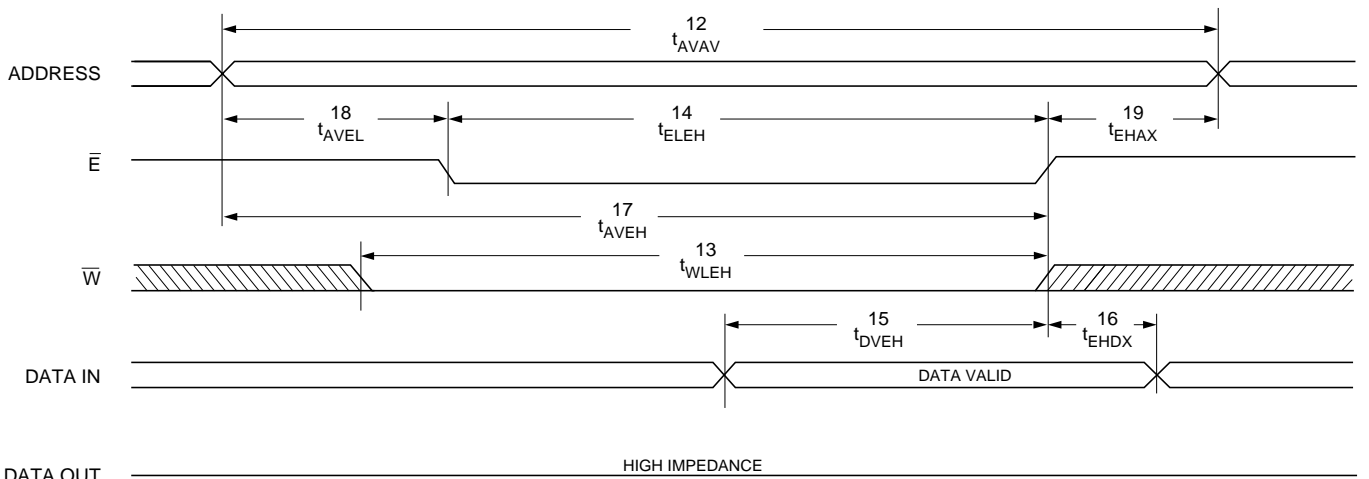 12
tAVAV
ADDRESS
18
tAVEL
14
tELEH
19
tEHAX
E̅
17
tAVEH
13
tWLEH
W̅
15
tDVEH
16
tEHDX
DATA IN
DATA VALID
HIGH IMPEDANCE
DATA OUT